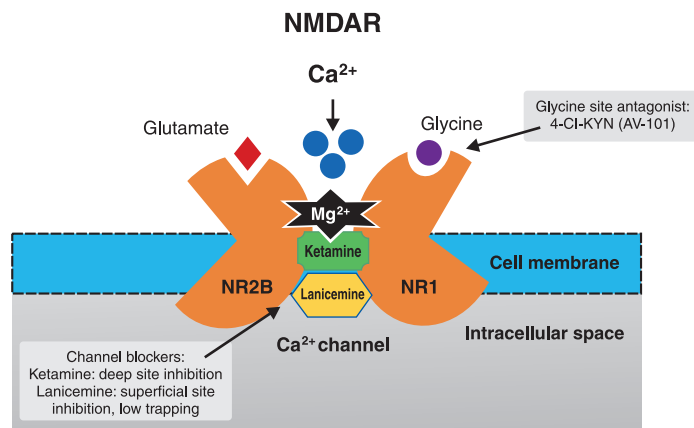 NMDAR
Ca²⁺
Glycine site antagonist:
4-Cl-KYN (AV-101)
Glutamate
Glycine
Mg²⁺
Ketamine
Cell membrane
NR2B
Lanicemine
NR1
Intracellular space
Ca²⁺ channel
Channel blockers:
Ketamine: deep site inhibition
Lanicemine: superficial site
inhibition, low trapping